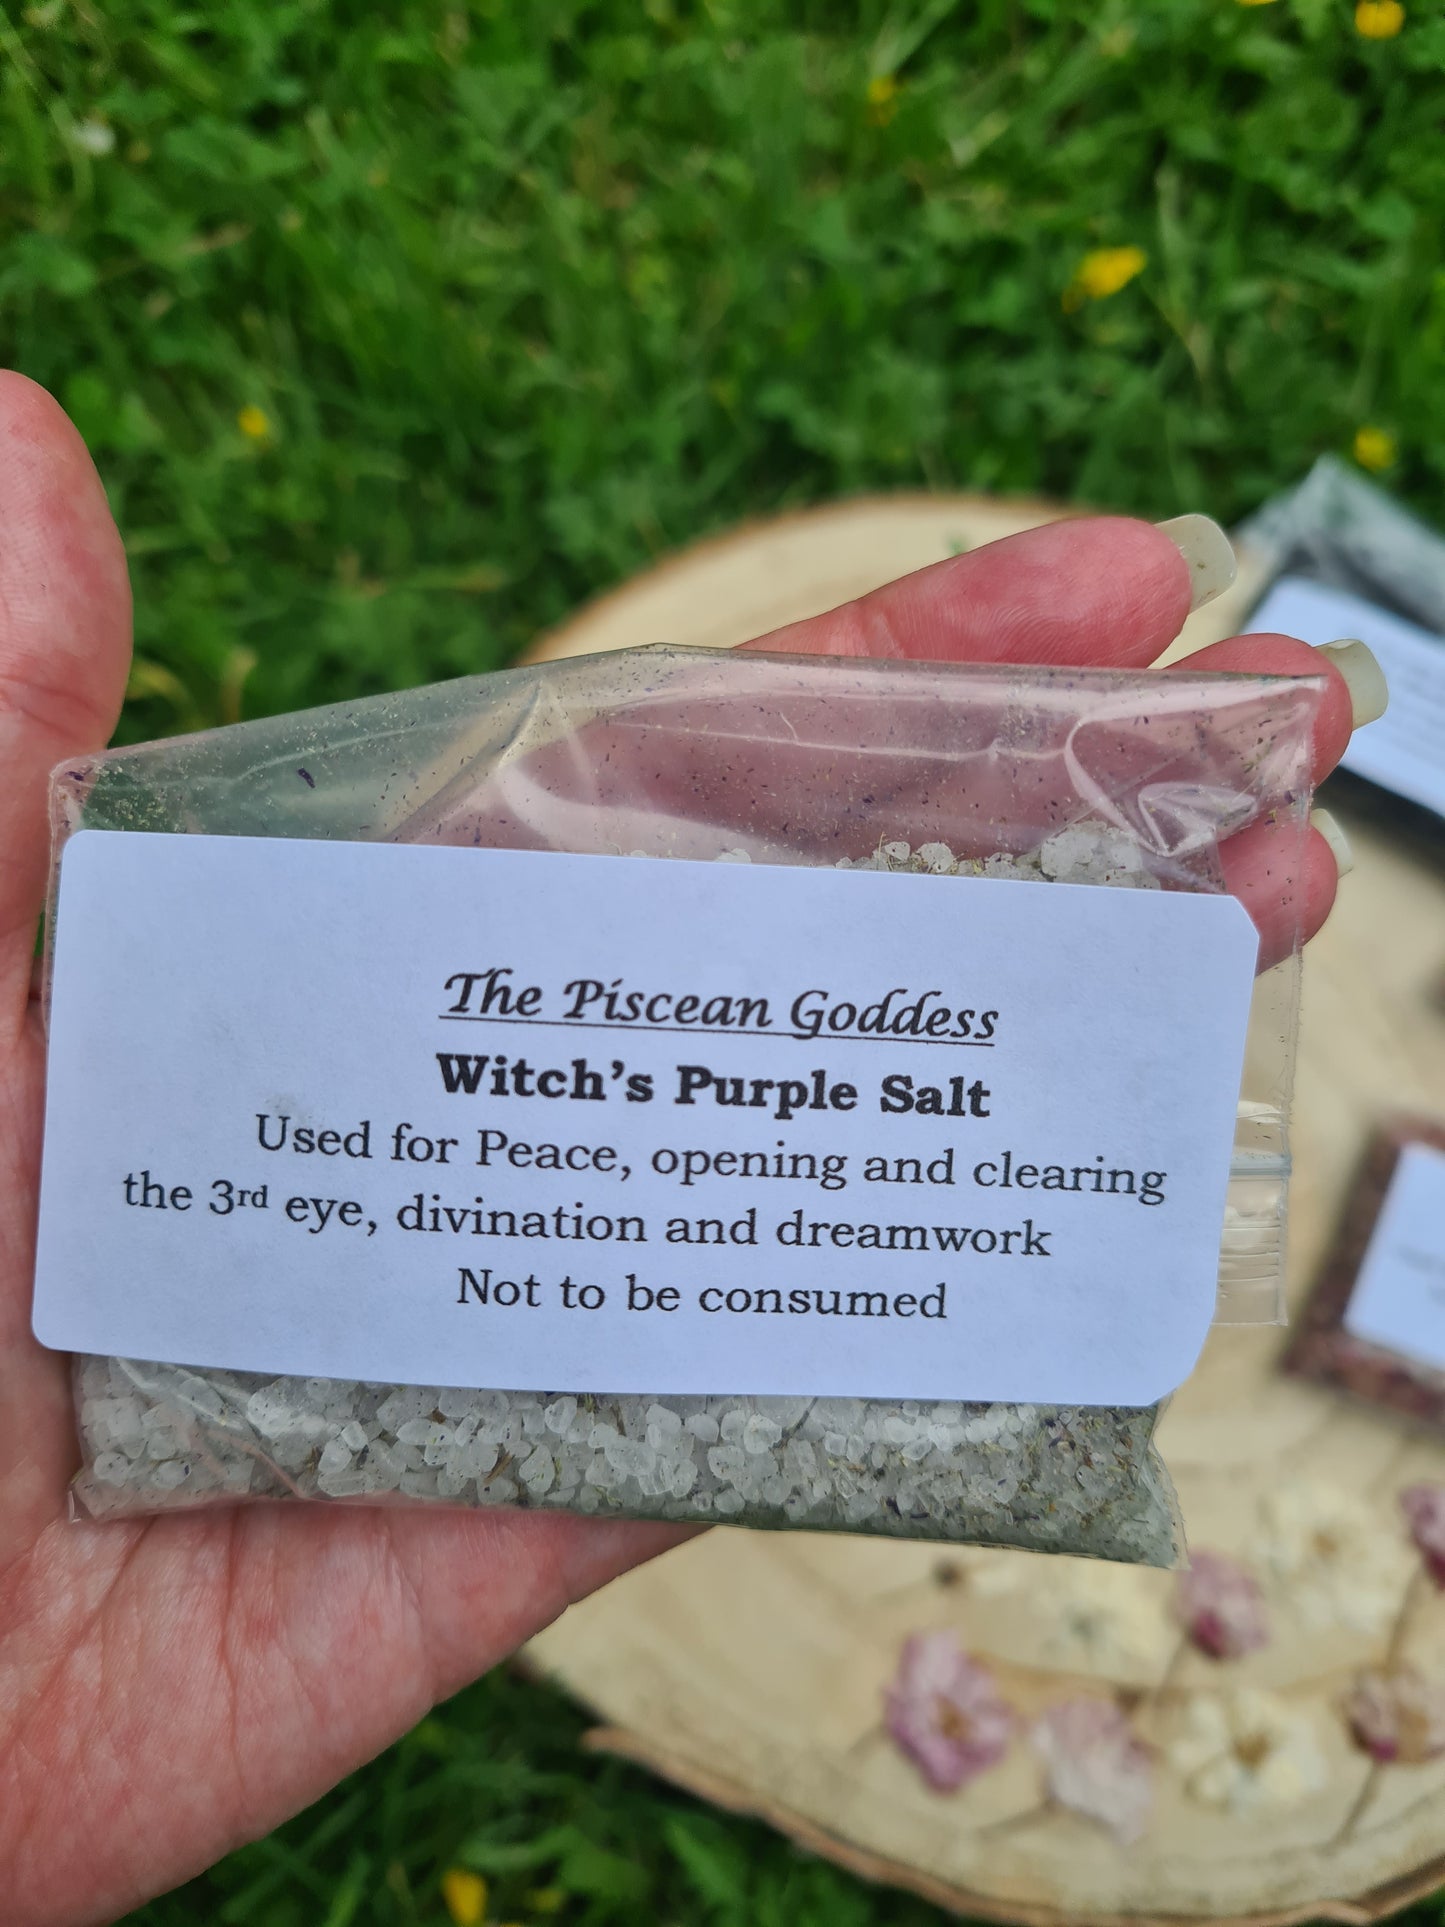 The Piscean Goddess
Witch's Purple Salt
Used for Peace, opening and clearing
the 3rd eye, divination and dreamwork
Not to be consumed